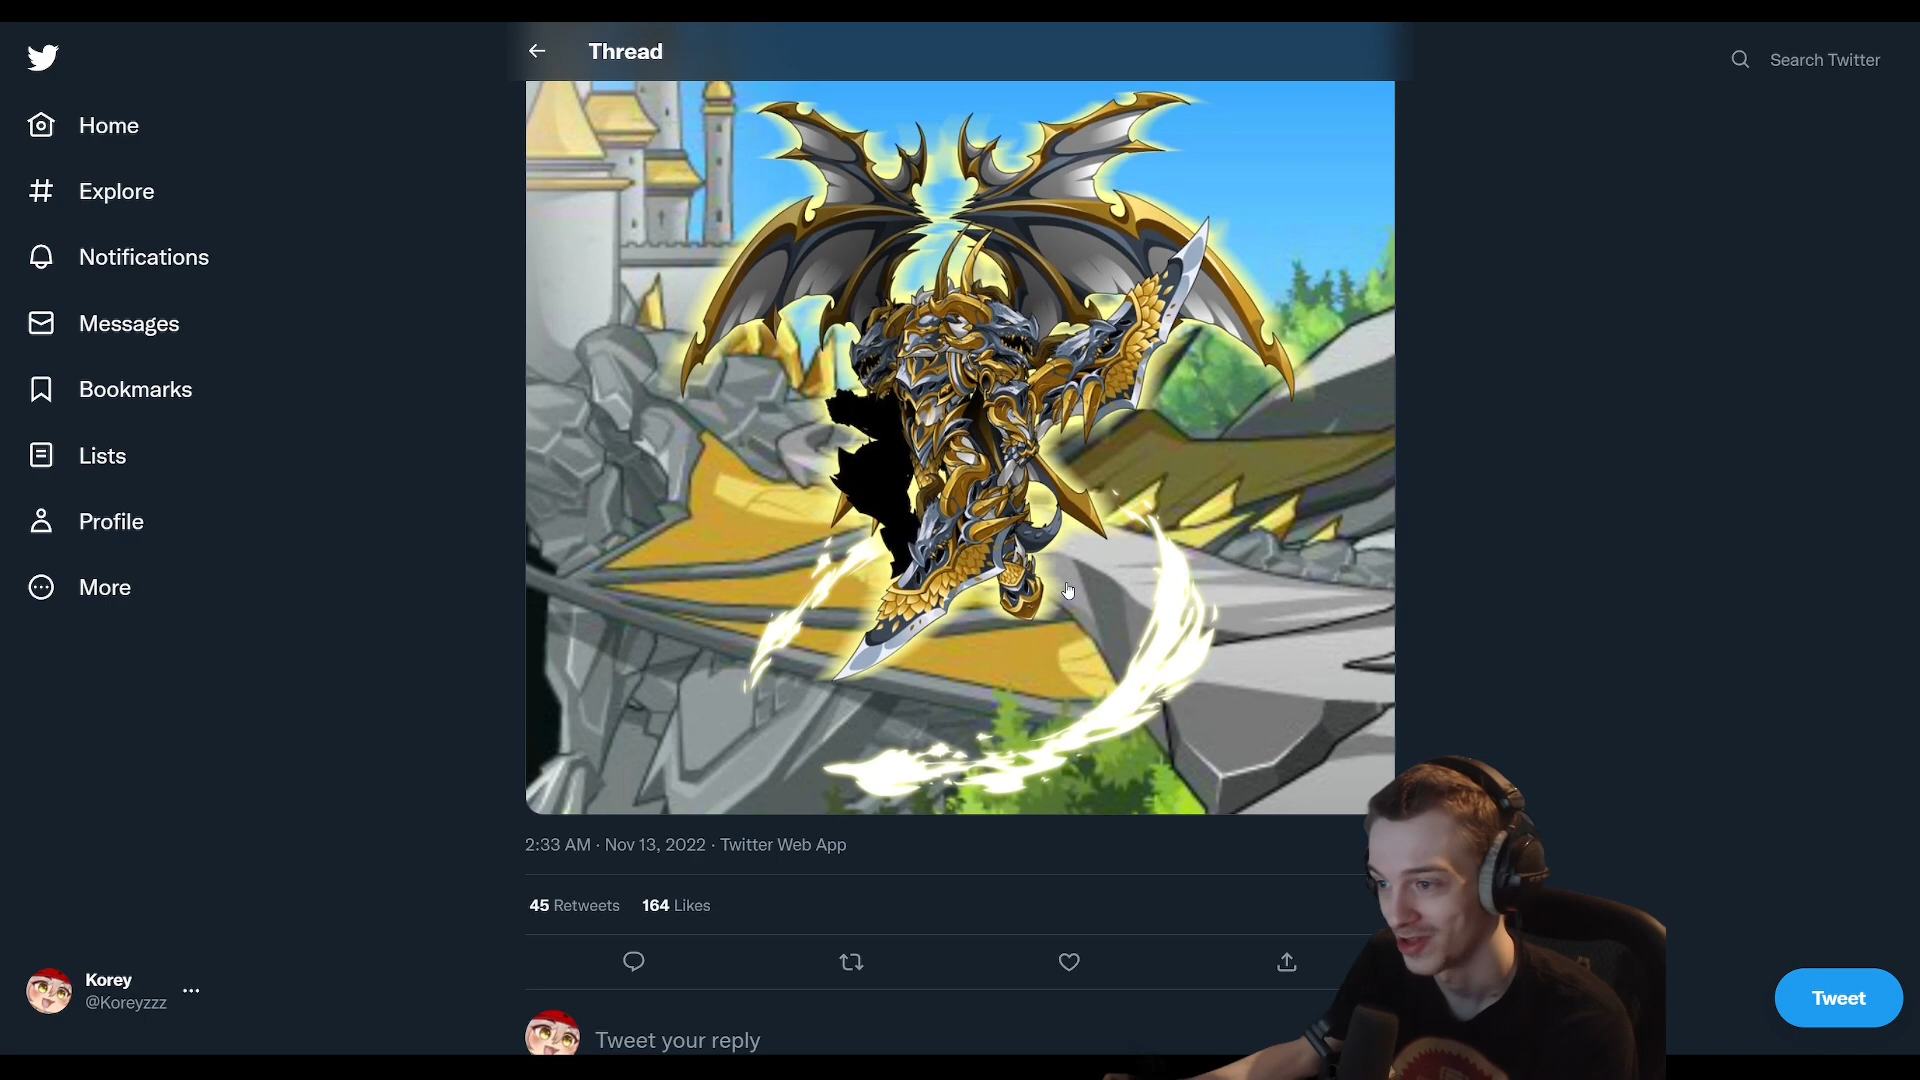 Thread
Search Twitter
Home
Explore
Notifications
Messages
Bookmarks
Lists
Profile
More
2:33 AM · Nov 13, 2022 · Twitter Web App
45 Retweets 164 Likes
Korey
@Koreyzzz
Tweet your reply
Tweet